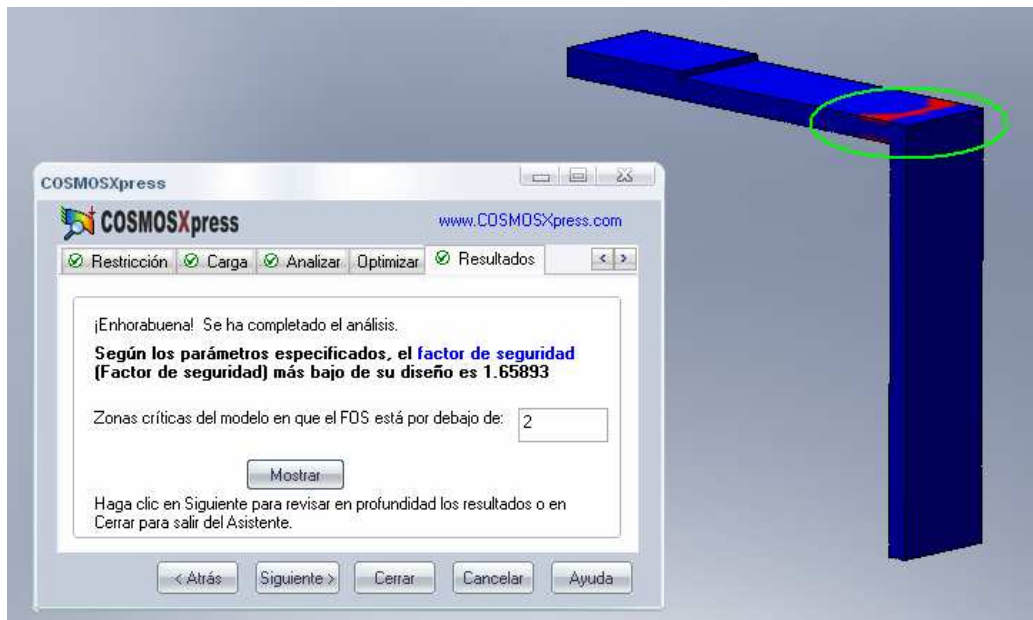 COSMOSXpress
COSMOSXpress
www.COSMOSXpress.com
Restricción Carga Analizar Optimizar Resultados
¡Enhorabuena! Se ha completado el análisis.
Según los parámetros especificados, el factor de seguridad
(Factor de seguridad) más bajo de su diseño es 1.65893
Zonas críticas del modelo en que el FOS está por debajo de: 2
Mostrar
Haga clic en Siguiente para revisar en profundidad los resultados o en
Cerrar para salir del Asistente.
< Atrás Siguiente > Cerrar Cancelar Ayuda